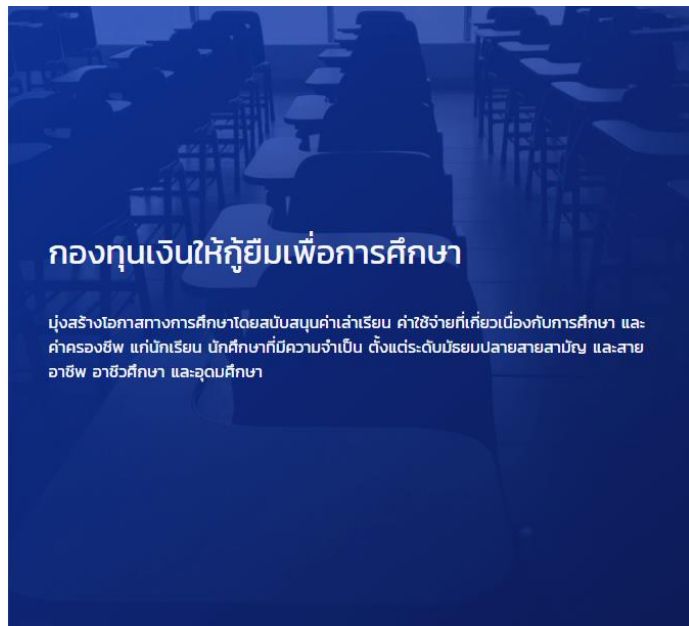 กองทุนเงินให้กู้ยืมเพื่อการศึกษา
มุ่งสร้างโอกาสทางการศึกษาโดยสนับสนุนค่าเล่าเรียน ค่าใช้จ่ายที่เกี่ยวเนื่องกับการศึกษา และ
ค่าครองชีพ แก่นักเรียน นักศึกษาที่มีความจำเป็น ตั้งแต่ระดับมัธยมปลายสายสามัญ และสาย
อาชีพ อาชีวศึกษา และอุดมศึกษา